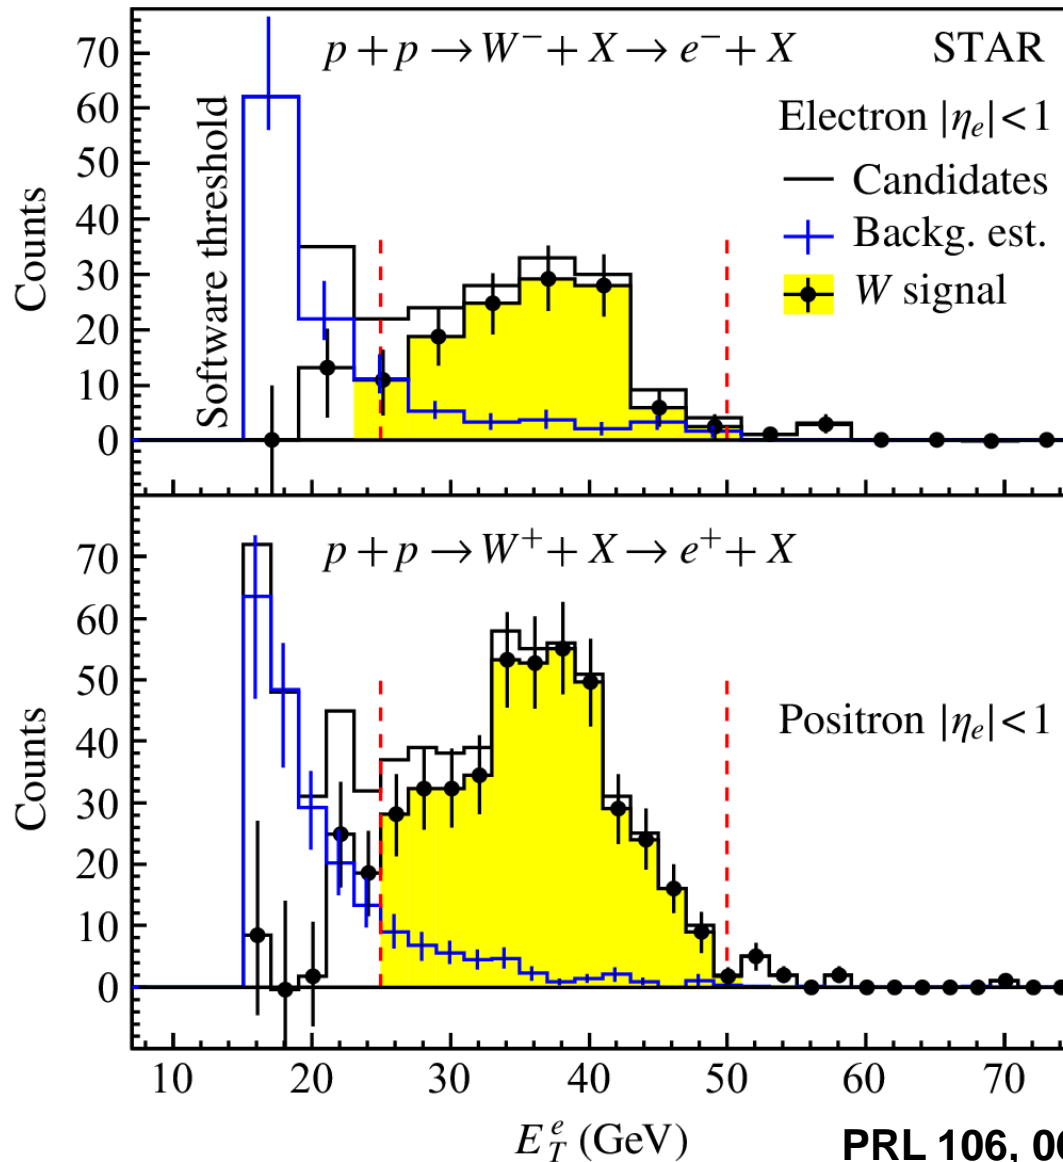 p + p → W⁻ + X → e⁻ + X
STAR
Electron |ηₑ| < 1
Candidates
Backg. est.
W signal
Software threshold
Counts
70
60
50
40
30
20
10
0
p + p → W⁺ + X → e⁺ + X
Positron |ηₑ| < 1
Counts
70
60
50
40
30
20
10
0
10 20 30 40 50 60 70
E_T^e (GeV)
PRL 106, 06